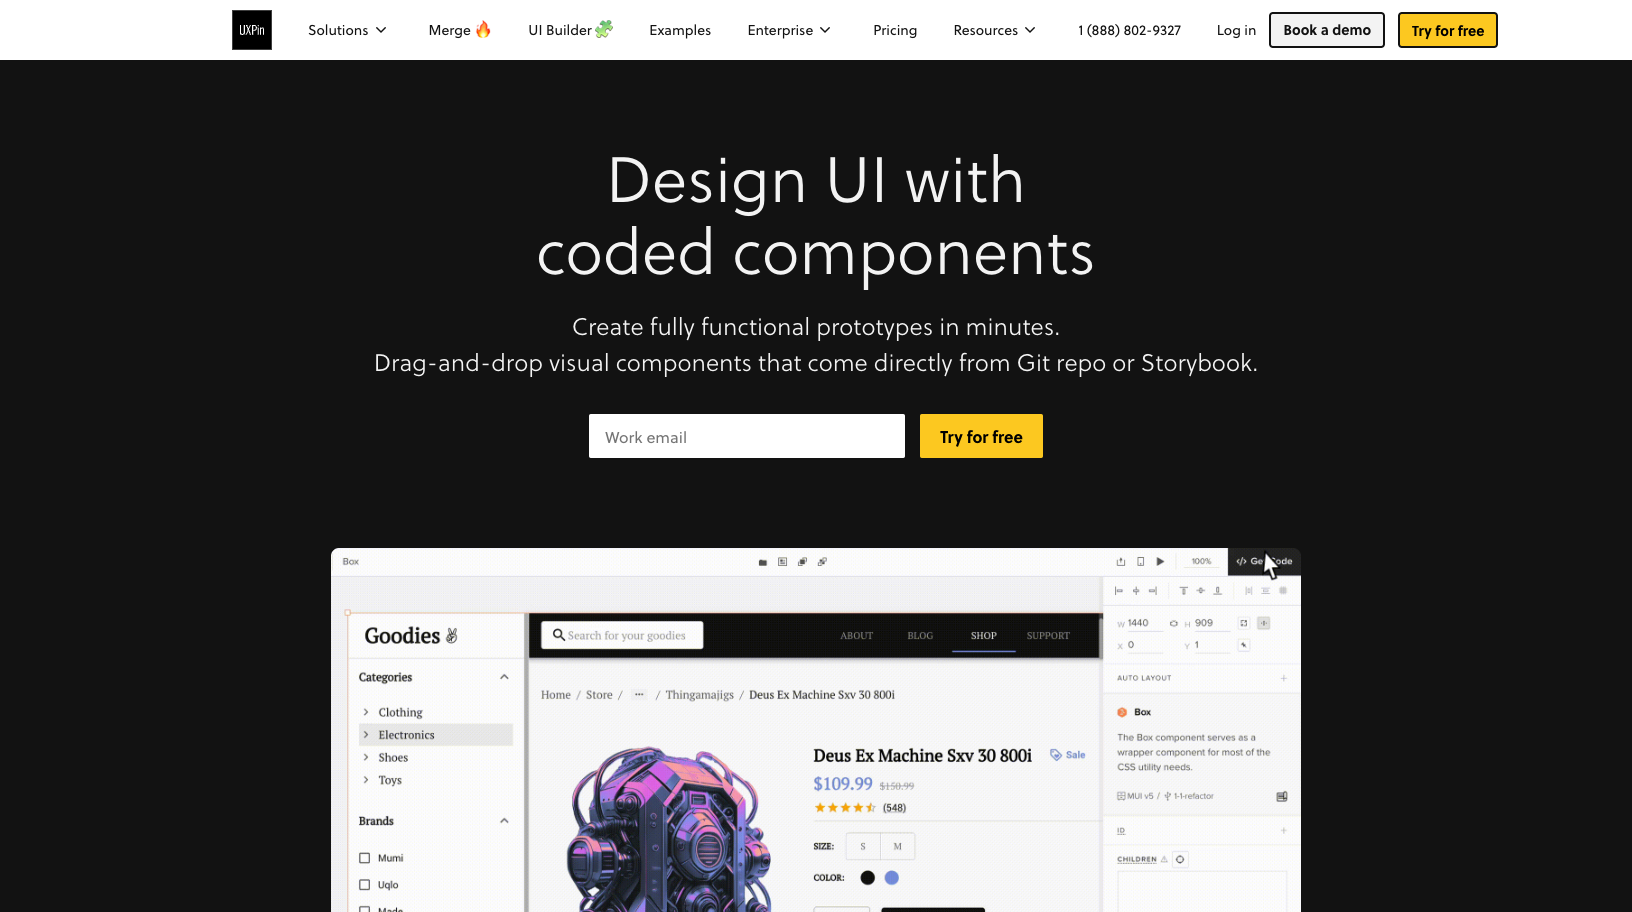 UXPin
Solutions
Merge
UI Builder
Examples
Enterprise
Pricing
Resources
1 (888) 802-9327
Log in
Book a demo
Try for free
Design UI with
coded components
Create fully functional prototypes in minutes.
Drag-and-drop visual components that come directly from Git repo or Storybook.
Work email
Try for free
Box
100%
</> Get Code
Goodies
Search for your goodies
ABOUT
BLOG
SHOP
SUPPORT
W 1440
H 909
X 0
Y 1
AUTO LAYOUT
Categories
Clothing
Electronics
Shoes
Toys
Brands
Mumi
Uqlo
Made
Home / Store / ··· / Thingamajigs / Deus Ex Machine Sxv 30 800i
Deus Ex Machine Sxv 30 800i
Sale
$109.99 $150.99
(548)
SIZE: S M
COLOR:
Box
The Box component serves as a
wrapper component for most of the
CSS utility needs.
MUI v5 / 1-1-refactor
ID
CHILDREN